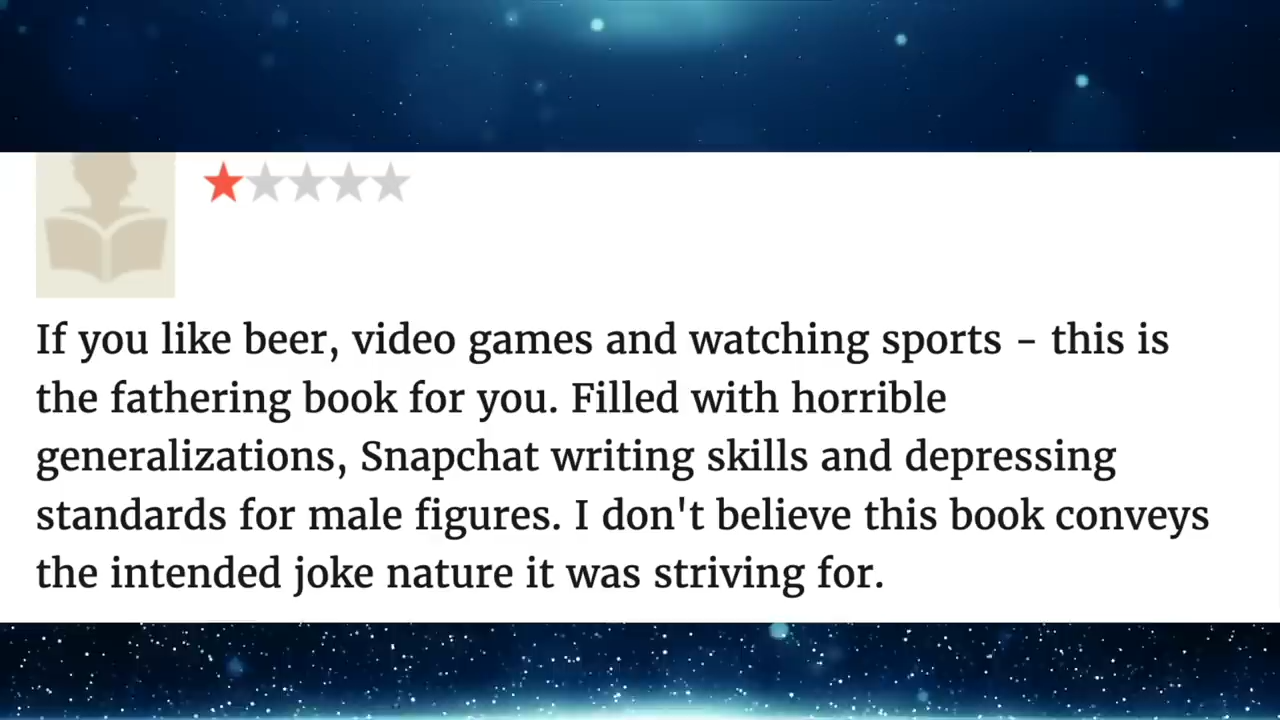 If you like beer, video games and watching sports – this is
the fathering book for you. Filled with horrible
generalizations, Snapchat writing skills and depressing
standards for male figures. I don't believe this book conveys
the intended joke nature it was striving for.